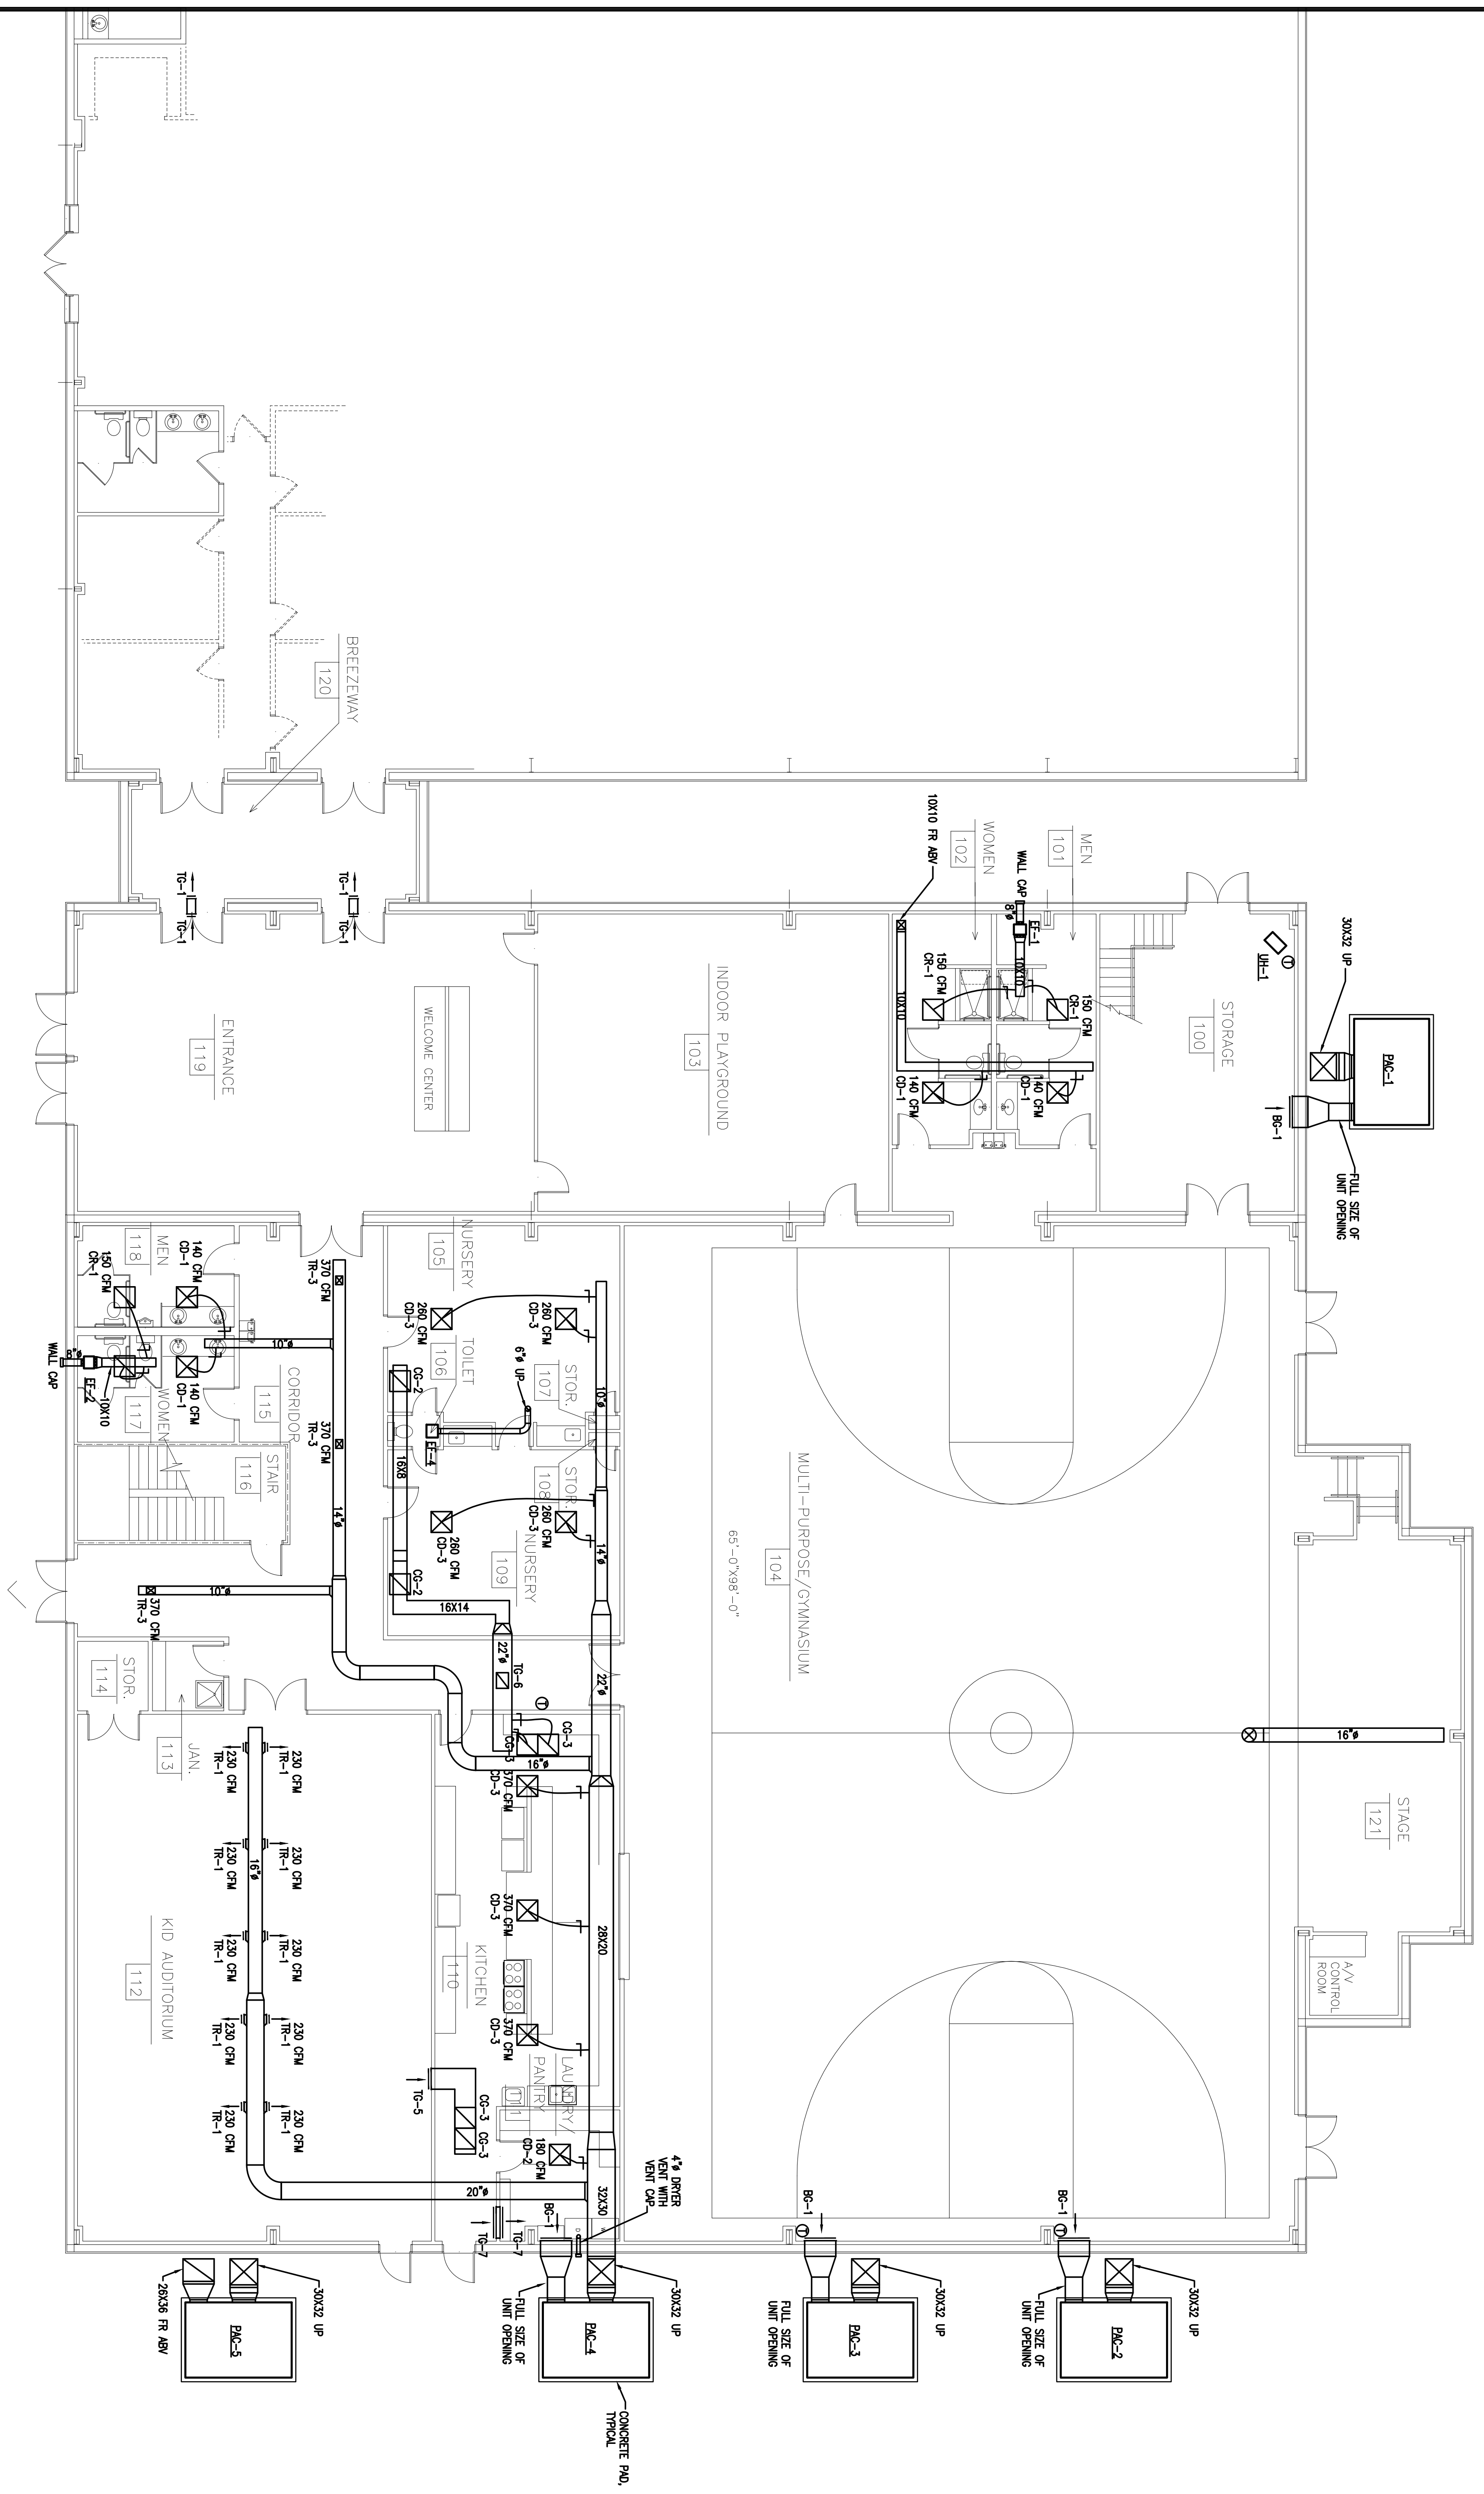 PAC-1
30X32 UP
BG-1
FULL SIZE OF
UNIT OPENING
UH-1
T
STORAGE
100
MEN
101
WOMEN
102
WALL CAP
8"ø
EF-1
10X10
10X10 FR ABV
150 CFM
CR-1
150 CFM
CR-1
10X10
140 CFM
CD-1
140 CFM
CD-1
INDOOR PLAYGROUND
103
WELCOME CENTER
ENTRANCE
119
BREEZEWAY
120
TG-1
TG-1
TG-1
TG-1
STAGE
121
16"ø
A/V
CONTROL
ROOM
MULTI-PURPOSE/GYMNASIUM
104
65'-0"X98'-0"
NURSERY
105
260 CFM
CD-3
260 CFM
CD-3
TOILET
106
6"ø UP
STOR.
107
10"ø
CG-2
EF-4
16X8
STOR.
108
260 CFM
CD-3
260 CFM
CD-3
NURSERY
109
14"ø
CG-2
16X14
22"ø
22"ø
TG-6
T
CG-3
CG-3
16"ø
370 CFM
CD-3
370 CFM
CD-3
370 CFM
CD-3
28X20
KITCHEN
110
LAUNDRY/
PANTRY
111
180 CFM
CD-2
TG-5
CG-3
CG-3
32X30
20"ø
TG-7
TG-7
BG-1
4"ø DRYER
VENT WITH
VENT CAP
MEN
118
140 CFM
CD-1
150 CFM
CR-1
370 CFM
TR-3
10"ø
WALL CAP
8"ø
EF-2
10X10
140 CFM
CD-1
WOMEN
117
CORRIDOR
115
370 CFM
TR-3
STAIR
116
14"ø
10"ø
370 CFM
TR-3
STOR.
114
JAN.
113
KID AUDITORIUM
112
230 CFM
TR-1
230 CFM
TR-1
230 CFM
TR-1
230 CFM
TR-1
16"ø
230 CFM
TR-1
230 CFM
TR-1
230 CFM
TR-1
230 CFM
TR-1
230 CFM
TR-1
230 CFM
TR-1
BG-1
T
BG-1
T
30X32 UP
PAC-2
FULL SIZE OF
UNIT OPENING
30X32 UP
PAC-3
FULL SIZE OF
UNIT OPENING
30X32 UP
PAC-4
FULL SIZE OF
UNIT OPENING
CONCRETE PAD,
TYPICAL
30X32 UP
PAC-5
26X36 FR ABV